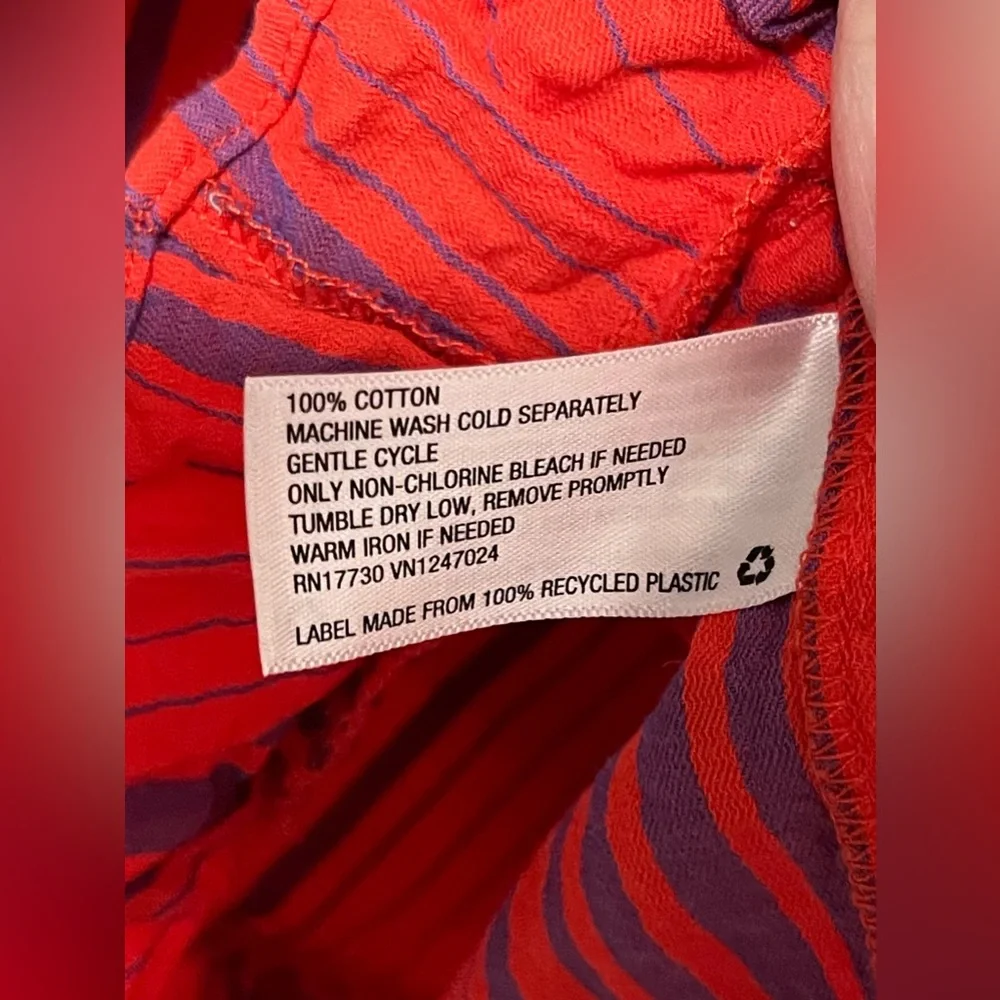 100% COTTON
MACHINE WASH COLD SEPARATELY
GENTLE CYCLE
ONLY NON-CHLORINE BLEACH IF NEEDED
TUMBLE DRY LOW, REMOVE PROMPTLY
WARM IRON IF NEEDED
RN17730 VN1247024
LABEL MADE FROM 100% RECYCLED PLASTIC